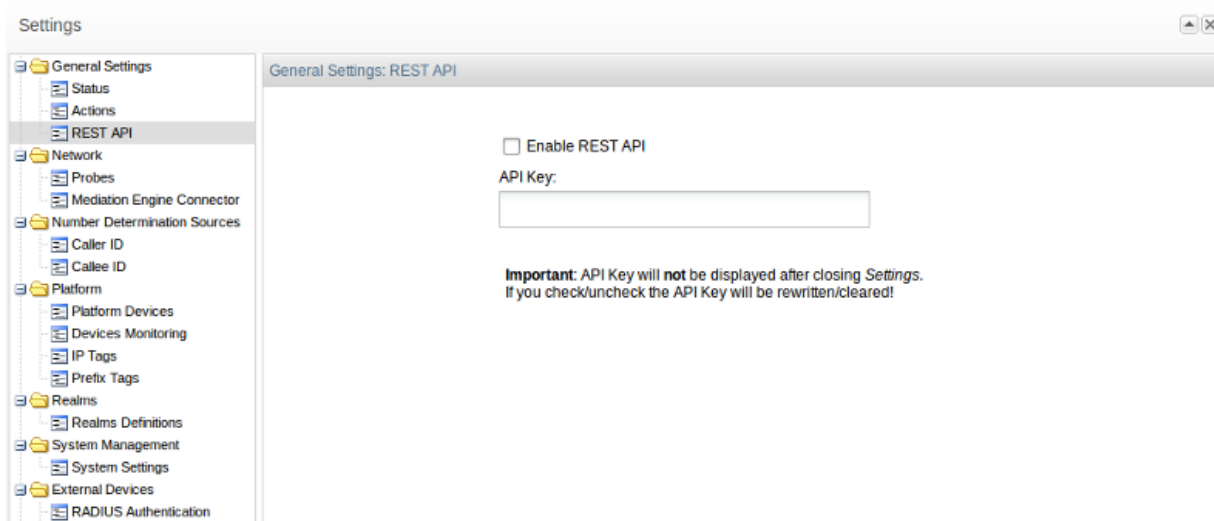 Settings
General Settings
Status
Actions
REST API
Network
Probes
Mediation Engine Connector
Number Determination Sources
Caller ID
Callee ID
Platform
Platform Devices
Devices Monitoring
IP Tags
Prefix Tags
Realms
Realms Definitions
System Management
System Settings
External Devices
RADIUS Authentication
General Settings: REST API
Enable REST API
API Key:
Important: API Key will not be displayed after closing Settings.
If you check/uncheck the API Key will be rewritten/cleared!